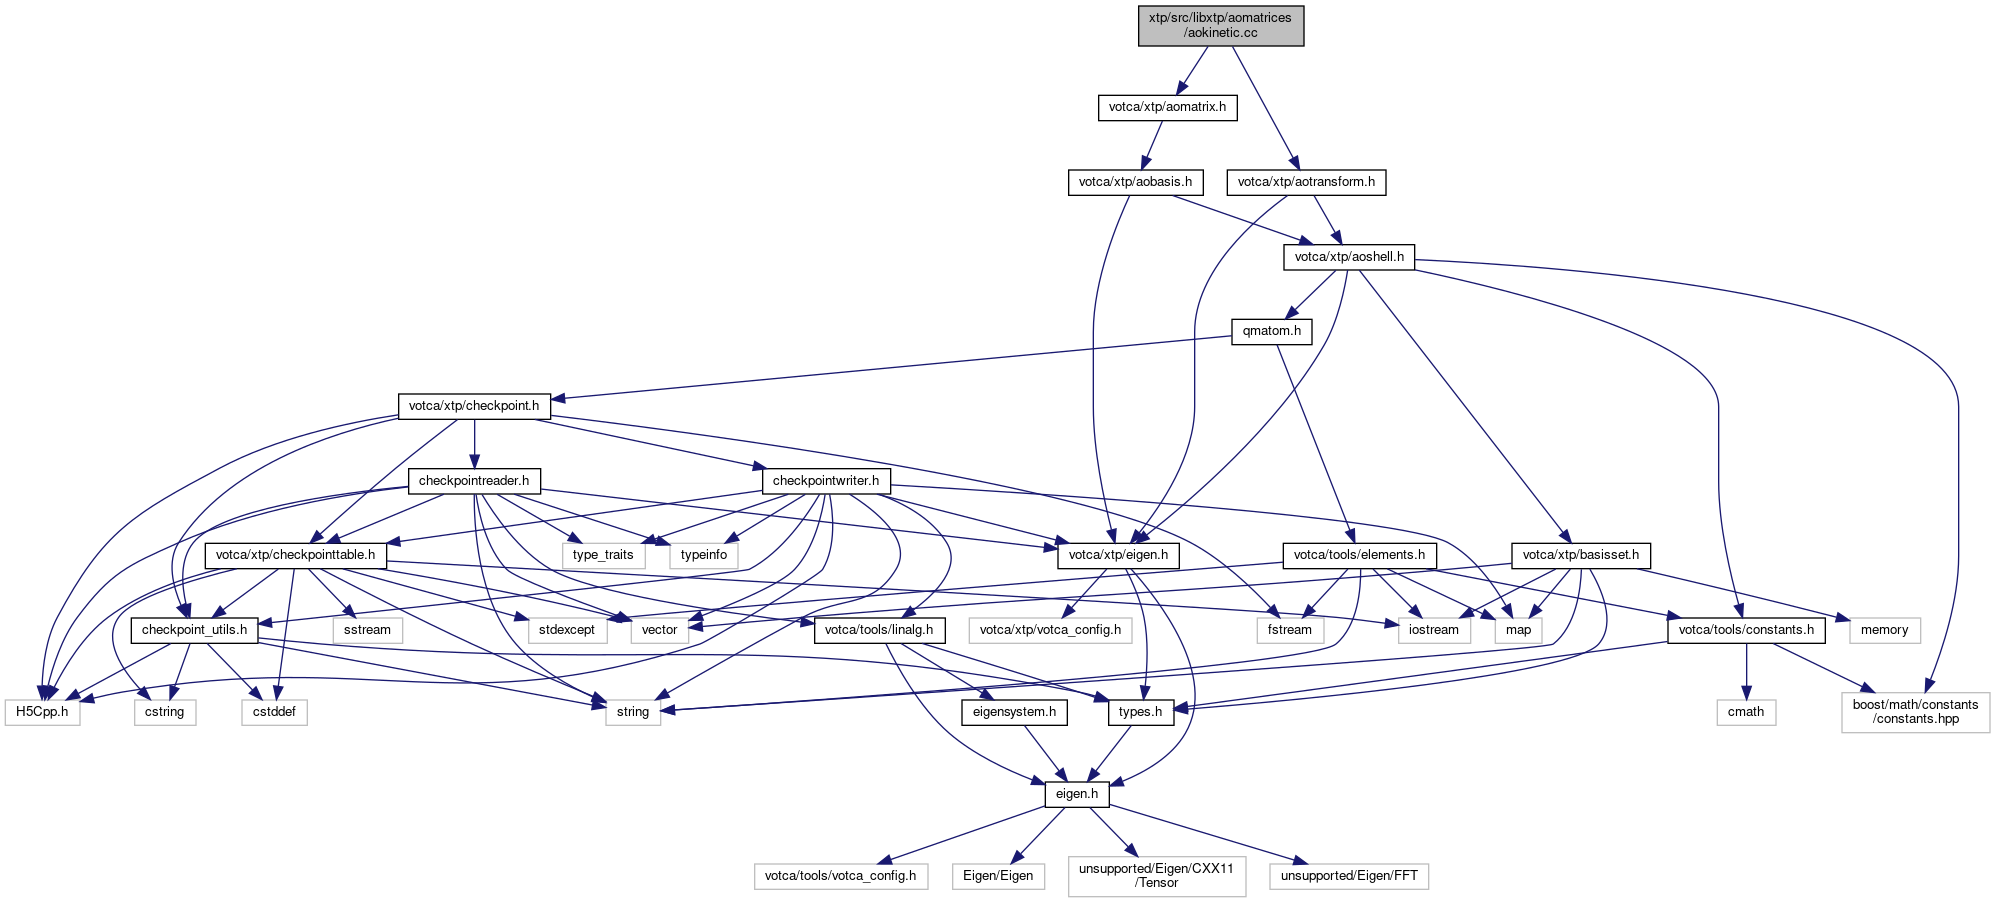 xtp/src/libxtp/aomatrices
/aokinetic.cc
votca/xtp/aomatrix.h
votca/xtp/aobasis.h
votca/xtp/aotransform.h
votca/xtp/aoshell.h
qmatom.h
votca/xtp/checkpoint.h
checkpointreader.h
checkpointwriter.h
votca/xtp/checkpointtable.h
type_traits
typeinfo
votca/xtp/eigen.h
votca/tools/elements.h
votca/xtp/basisset.h
checkpoint_utils.h
sstream
stdexcept
vector
votca/tools/linalg.h
votca/xtp/votca_config.h
fstream
iostream
map
votca/tools/constants.h
memory
H5Cpp.h
cstring
cstddef
string
eigensystem.h
types.h
cmath
boost/math/constants
/constants.hpp
eigen.h
votca/tools/votca_config.h
Eigen/Eigen
unsupported/Eigen/CXX11
/Tensor
unsupported/Eigen/FFT